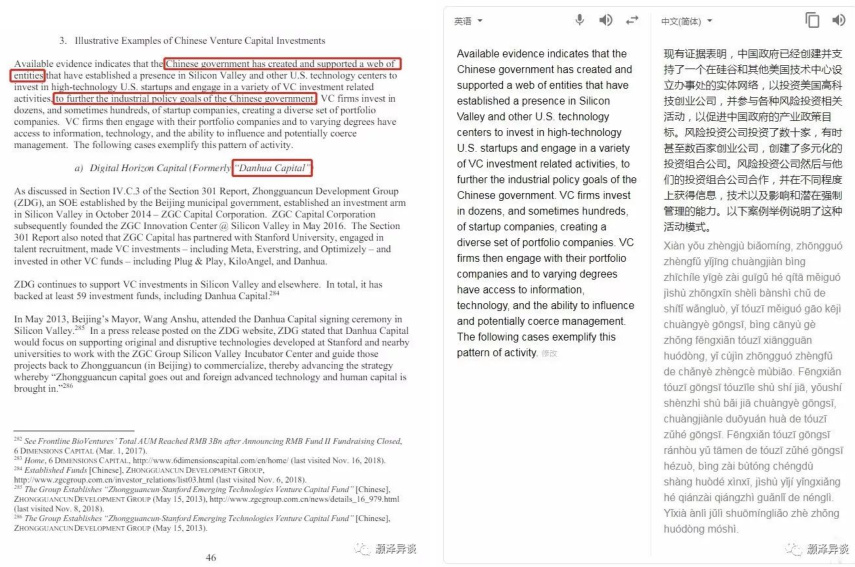 3. Illustrative Examples of Chinese Venture Capital Investments
Available evidence indicates that the Chinese government has created and supported a web of
entities that have established a presence in Silicon Valley and other U.S. technology centers to
invest in high-technology U.S. startups and engage in a variety of VC investment related
activities, to further the industrial policy goals of the Chinese government. VC firms invest in
dozens, and sometimes hundreds, of startup companies, creating a diverse set of portfolio
companies. VC firms then engage with their portfolio companies and to varying degrees have
access to information, technology, and the ability to influence and potentially coerce
management. The following cases exemplify this pattern of activity.
a) Digital Horizon Capital (Formerly "Danhua Capital"
As discussed in Section IV.C.3 of the Section 301 Report, Zhongguancun Development Group
(ZDG), an SOE established by the Beijing municipal government, established an investment arm
in Silicon Valley in October 2014 – ZGC Capital Corporation. ZGC Capital Corporation
subsequently founded the ZGC Innovation Center @ Silicon Valley in May 2016. The Section
301 Report also noted that ZGC Capital has partnered with Stanford University, engaged in
talent recruitment, made VC investments – including Meta, Everstring, and Optimizely – and
invested in other VC funds – including Plug & Play, KiloAngel, and Danhua.
ZDG continues to support VC investments in Silicon Valley and elsewhere. In total, it has
backed at least 59 investment funds, including Danhua Capital.284
In May 2013, Beijing's Mayor, Wang Anshu, attended the Danhua Capital signing ceremony in
Silicon Valley.285 In a press release posted on the ZDG website, ZDG stated that Danhua Capital
would focus on supporting original and disruptive technologies developed at Stanford and nearby
universities to work with the ZGC Group Silicon Valley Incubator Center and guide those
projects back to Zhongguancun (in Beijing) to commercialize, thereby advancing the strategy
whereby "Zhongguancun capital goes out and foreign advanced technology and human capital is
brought in."286
282 See Frontline BioVentures' Total AUM Reached RMB 3Bn after Announcing RMB Fund II Fundraising Closed,
6 DIMENSIONS CAPITAL (Mar. 1, 2017).
283 Home, 6 DIMENSIONS CAPITAL, http://www.6dimensionscapital.com/en/home/ (last visited Nov. 16, 2018).
284 Established Funds [Chinese], ZHONGGUANCUN DEVELOPMENT GROUP,
http://www.zgcgroup.com.cn/investor_relations/list03.html (last visited Nov. 6, 2018).
285 The Group Establishes "Zhongguancun-Stanford Emerging Technologies Venture Capital Fund" [Chinese],
ZHONGGUANCUN DEVELOPMENT GROUP (May 15, 2013), http://www.zgcgroup.com.cn/news/details_16_979.html
(last visited Nov. 8, 2018).
286 The Group Establishes "Zhongguancun-Stanford Emerging Technologies Venture Capital Fund" [Chinese],
ZHONGGUANCUN DEVELOPMENT GROUP (May 15, 2013).
46
灏泽异谈
英语
Available evidence indicates that the
Chinese government has created and
supported a web of entities that have
established a presence in Silicon
Valley and other U.S. technology
centers to invest in high-technology
U.S. startups and engage in a variety
of VC investment related activities, to
further the industrial policy goals of the
Chinese government. VC firms invest
in dozens, and sometimes hundreds,
of startup companies, creating a
diverse set of portfolio companies. VC
firms then engage with their portfolio
companies and to varying degrees
have access to information,
technology, and the ability to influence
and potentially coerce management.
The following cases exemplify this
pattern of activity. 修改
中文(简体)
现有证据表明，中国政府已经创建并支
持了一个在硅谷和其他美国技术中心设
立办事处的实体网络，以投资美国高科
技创业公司，并参与各种风险投资相关
活动，以促进中国政府的产业政策目
标。风险投资公司投资了数十家，有时
甚至数百家创业公司，创建了多元化的
投资组合公司。风险投资公司然后与他
们的投资组合公司合作，并在不同程度
上获得信息，技术以及影响和潜在强制
管理的能力。以下案例举例说明了这种
活动模式。
Xiàn yǒu zhèngjù biǎomíng, zhōngguó
zhèngfǔ yǐjīng chuàngjiàn bìng
zhīchíle yīgè zài guīgǔ hé qítā měiguó
jìshù zhōngxīn shèlì bànshì chù de
shítǐ wǎngluò, yǐ tóuzī měiguó gāo kējì
chuàngyè gōngsī, bìng cānyù gè
zhǒng fēngxiǎn tóuzī xiāngguān
huódòng, yǐ cùjìn zhōngguó zhèngfǔ
de chǎnyè zhèngcè mùbiāo. Fēngxiǎn
tóuzī gōngsī tóuzīle shù shí jiā, yǒushí
shènzhì shù bǎi jiā chuàngyè gōngsī,
chuàngjiànle duōyuán huà de tóuzī
zǔhé gōngsī. Fēngxiǎn tóuzī gōngsī
ránhòu yǔ tāmen de tóuzī zǔhé gōngsī
hézuò, bìng zài bùtóng chéngdù
shàng huòdé xìnxī, jìshù yǐjí yǐngxiǎng
hé qiánzài qiángzhì guǎnlǐ de nénglì.
Yǐxià ànlì jǔlì shuōmíngliǎo zhè zhǒng
huódòng móshì.
灏泽异谈